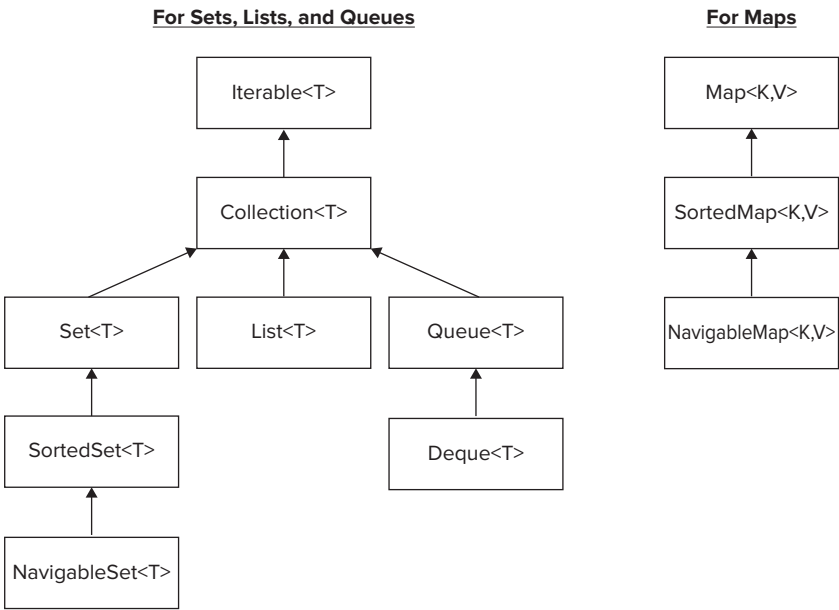 For Sets, Lists, and Queues
For Maps
Iterable<T>
Map<K,V>
Collection<T>
SortedMap<K,V>
Set<T>
List<T>
Queue<T>
NavigableMap<K,V>
SortedSet<T>
Deque<T>
NavigableSet<T>